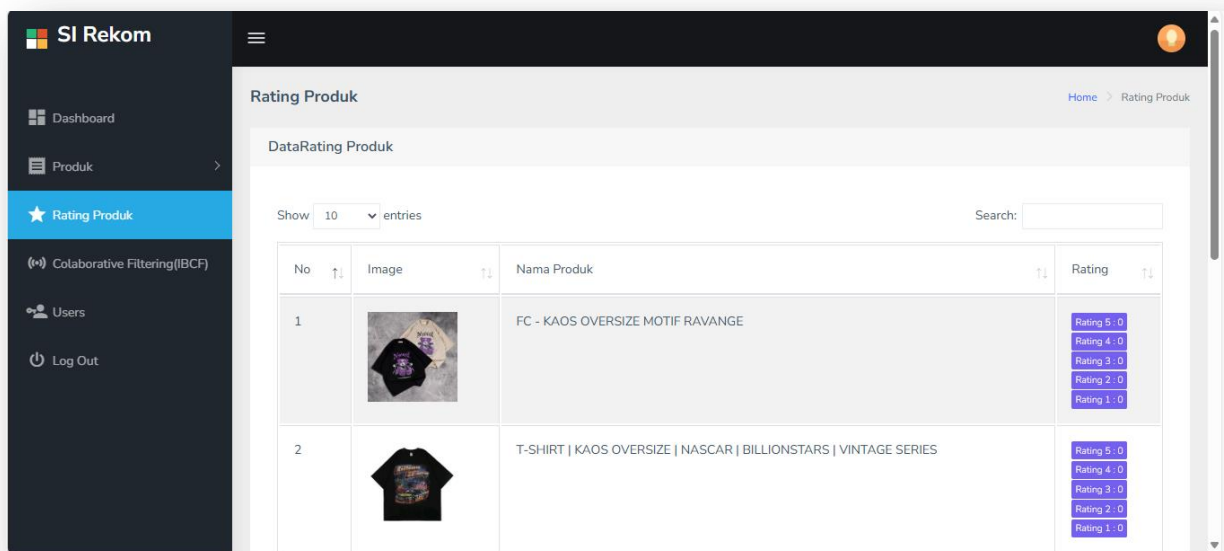 SI Rekom
Dashboard
Produk
Rating Produk
Colaborative Filtering(IBCF)
Users
Log Out
Rating Produk
Home > Rating Produk
DataRating Produk
Show 10 entries
Search:
No Image Nama Produk Rating
1 FC - KAOS OVERSIZE MOTIF RAVANGE
Rating 5 : 0
Rating 4 : 0
Rating 3 : 0
Rating 2 : 0
Rating 1 : 0
2 T-SHIRT | KAOS OVERSIZE | NASCAR | BILLIONSTARS | VINTAGE SERIES
Rating 5 : 0
Rating 4 : 0
Rating 3 : 0
Rating 2 : 0
Rating 1 : 0